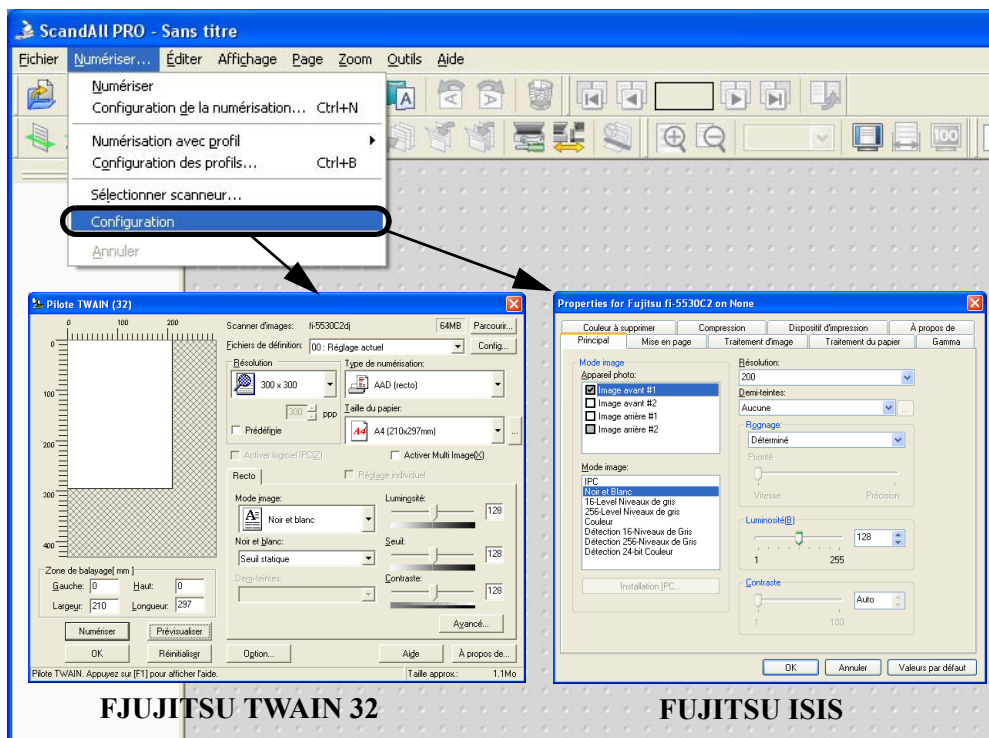 ScandAll PRO - Sans titre
Fichier Numériser... Éditer Affichage Page Zoom Outils Aide
Numériser
Configuration de la numérisation... Ctrl+N
Numérisation avec profil
Configuration des profils... Ctrl+B
Sélectionner scanneur...
Configuration
Annuler
A
100
Pilote TWAIN (32)
0 100 200
0
100
200
300
400
Scanner d'images: fi-5530C2dj 64MB Parcourir...
Fichiers de définition: 00 : Réglage actuel Config...
Résolution
300 x 300
300 ppp
Prédéfinie
Type de numérisation:
AAD (recto)
Taille du papier:
A4 A4 (210x297mm) ...
Activer logiciel IPC(Z) Activer Multi Image(X)
Recto Réglage individuel
Mode image:
Noir et blanc
Noir et blanc:
Seuil statique
Demi-teintes:
Luminosité:
128
Seuil:
128
Contraste:
128
Avancé...
Zone de balayage[ mm ]
Gauche: 0 Haut: 0
Largeur: 210 Longueur: 297
Numériser Prévisualiser
OK Réinitialiser Option... Aide À propos de...
Pilote TWAIN. Appuyez sur [F1] pour afficher l'aide. Taille approx.: 1.1Mo
FJUJITSU TWAIN 32
Properties for Fujitsu fi-5530C2 on None
Couleur à supprimer Compression Dispositif d'impression À propos de
Principal Mise en page Traitement d'image Traitement du papier Gamma
Mode image
Appareil photo:
Image avant #1
Image avant #2
Image arrière #1
Image arrière #2
Mode image:
IPC
Noir et Blanc
16-Level Niveaux de gris
256-Level Niveaux de gris
Couleur
Détection 16-Niveaux de Gris
Détection 256-Niveaux de Gris
Détection 24-bit Couleur
Installation IPC...
Résolution:
200
Demi-teintes:
Aucune ...
Rognage:
Déterminé
Priorité
Vitesse Précision
Luminosité(B)
128
1 255
Contraste
Auto
1 100
OK Annuler Valeurs par défaut
FUJITSU ISIS